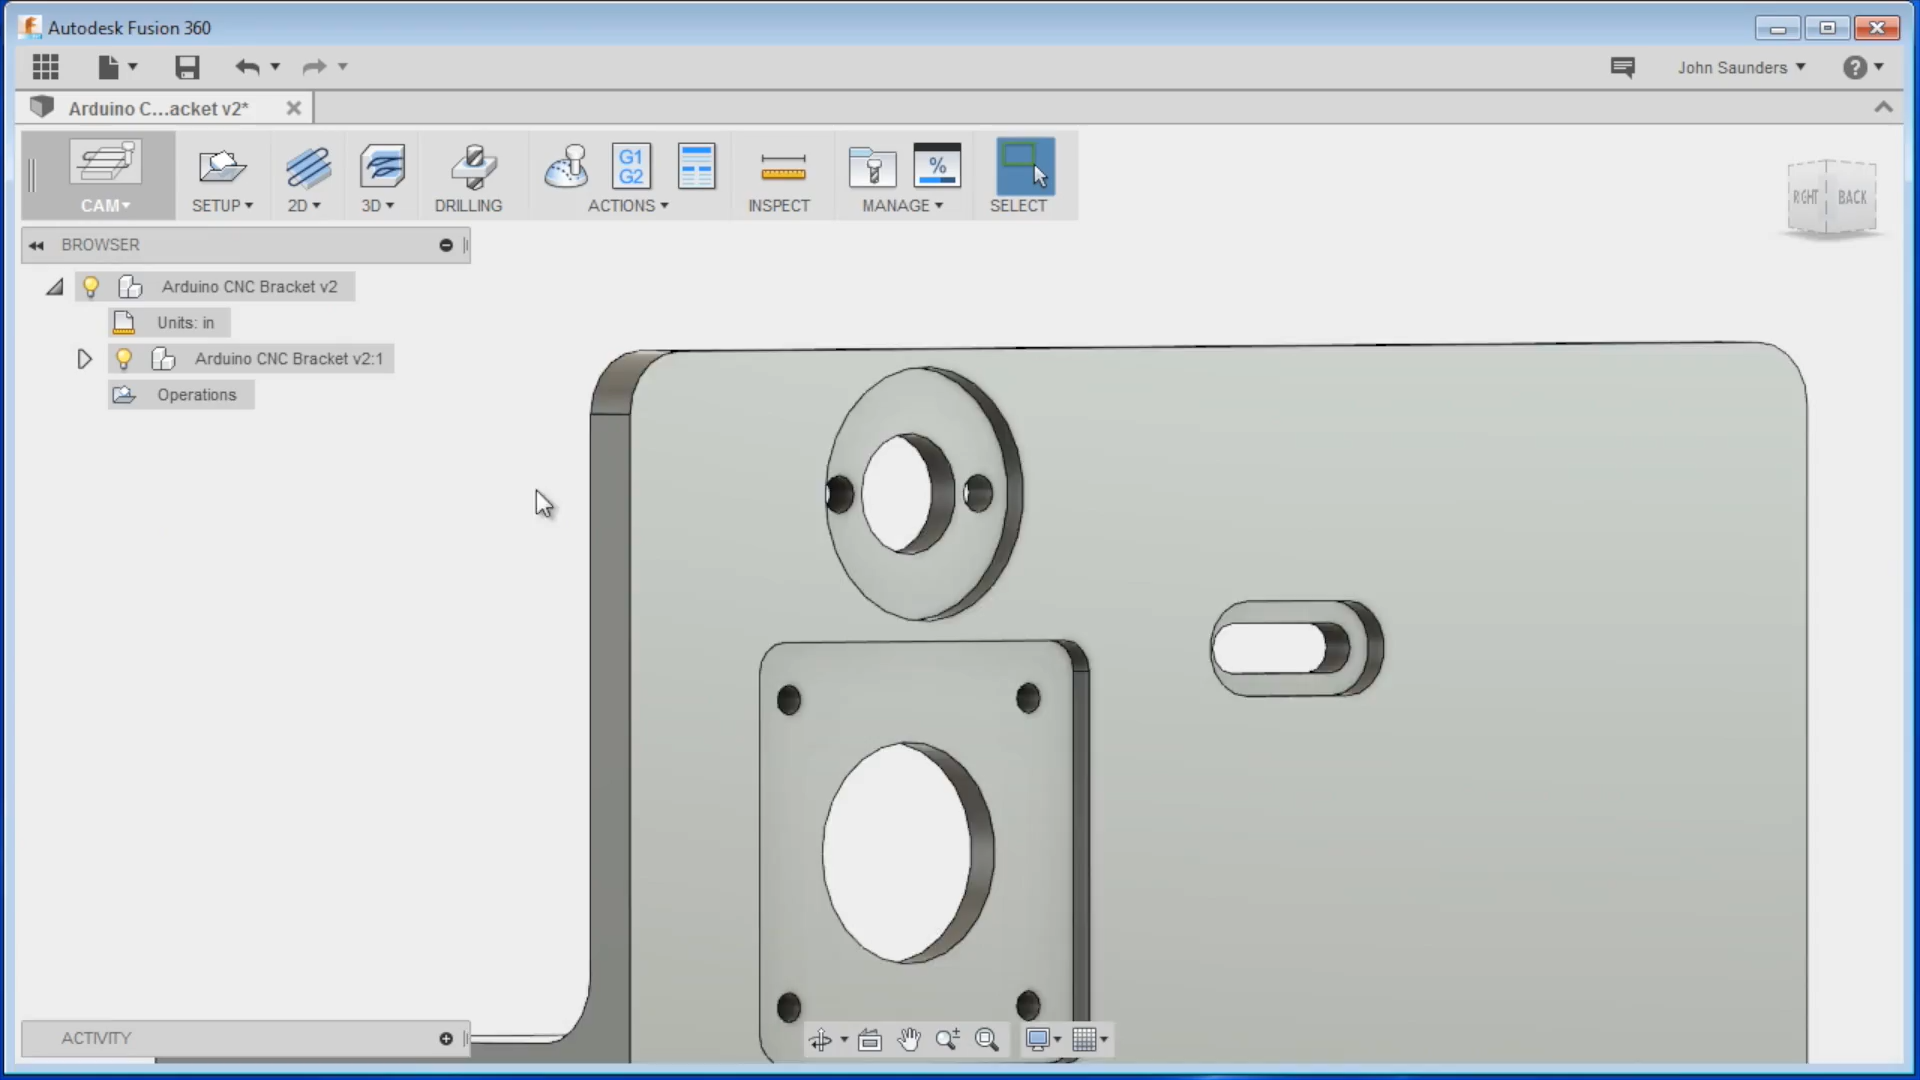 Autodesk Fusion 360
John Saunders
?
Arduino C...acket v2*
G1
G2
%
CAM
SETUP
2D
3D
DRILLING
ACTIONS
INSPECT
MANAGE
SELECT
RIGHT
BACK
BROWSER
Arduino CNC Bracket v2
Units: in
Arduino CNC Bracket v2:1
Operations
ACTIVITY